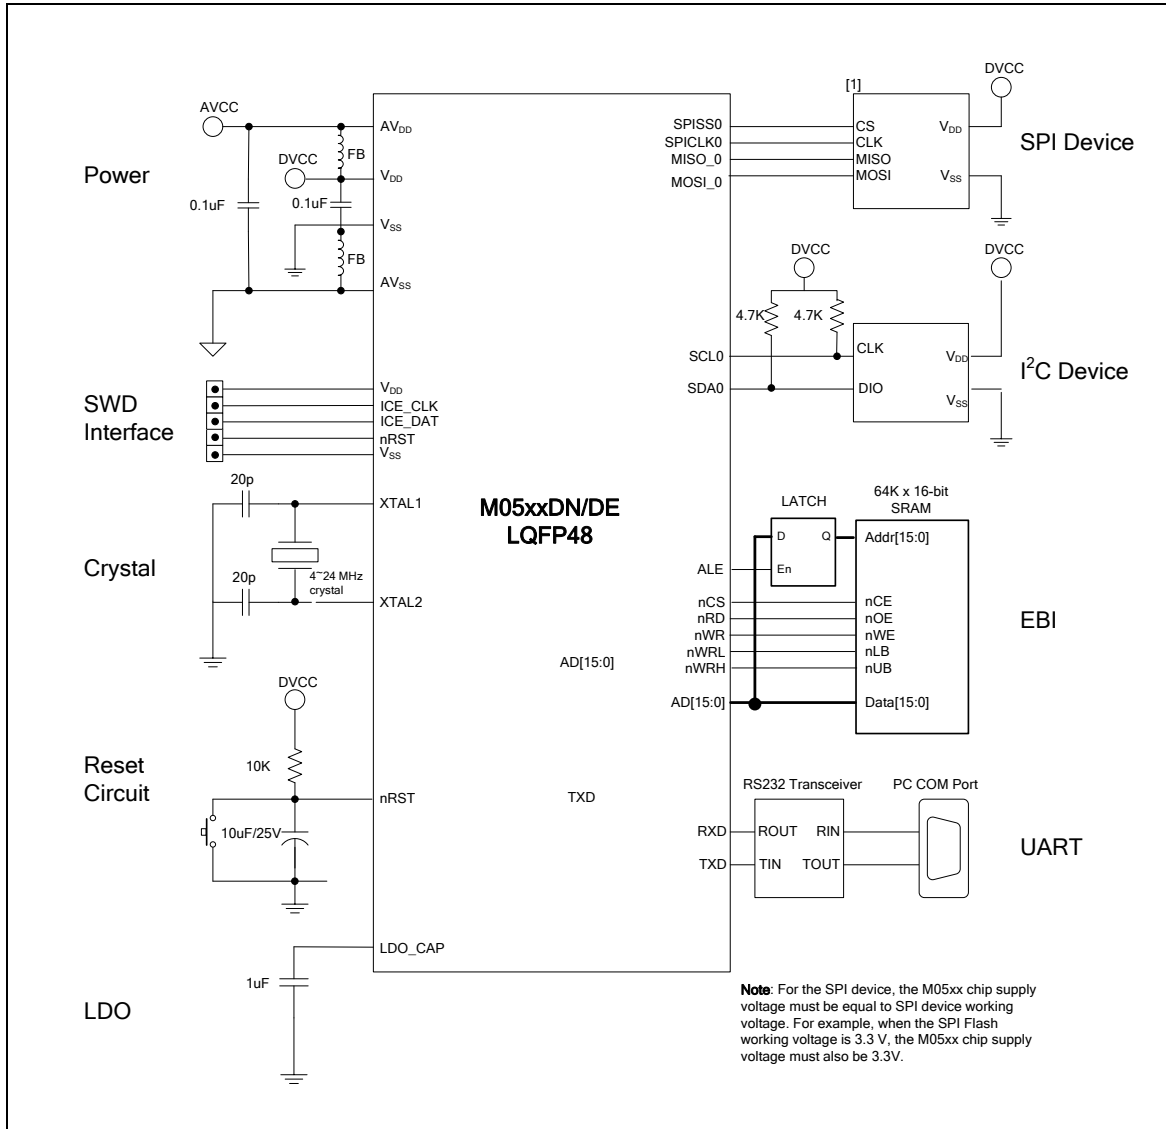 Power
AVCC
AVDD
FB
DVCC
VDD
0.1uF
0.1uF
VSS
FB
AVSS
SWD
Interface
VDD
ICE_CLK
ICE_DAT
nRST
VSS
Crystal
20p
XTAL1
20p
4~24 MHz
crystal
XTAL2
Reset
Circuit
DVCC
10K
nRST
10uF/25V
LDO
LDO_CAP
1uF
M05xxDN/DE
LQFP48
AD[15:0]
TXD
SPISS0
SPICLK0
MISO_0
MOSI_0
[1]
CS
CLK
MISO
MOSI
VDD
VSS
DVCC
SPI Device
DVCC
4.7K
4.7K
SCL0
SDA0
CLK
DIO
VDD
VSS
DVCC
I2C Device
LATCH
D
Q
En
64K x 16-bit
SRAM
Addr[15:0]
ALE
nCS
nRD
nWR
nWRL
nWRH
AD[15:0]
nCE
nOE
nWE
nLB
nUB
Data[15:0]
EBI
RS232 Transceiver
PC COM Port
RXD
TXD
ROUT
RIN
TIN
TOUT
UART
Note: For the SPI device, the M05xx chip supply
voltage must be equal to SPI device working
voltage. For example, when the SPI Flash
working voltage is 3.3 V, the M05xx chip supply
voltage must also be 3.3V.